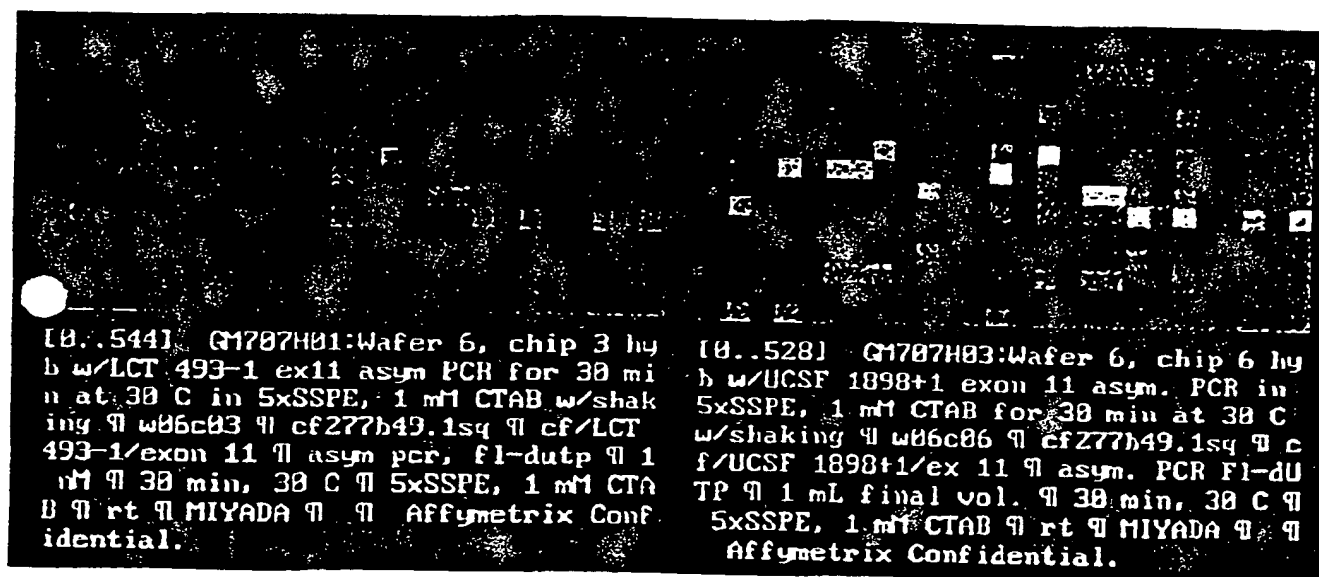 [0..544] GM707H01:Wafer 6, chip 3 hy
b w/LCT 493-1 ex11 asym PCR for 30 mi
n at 30 C in 5xSSPE, 1 mM CTAB w/shak
ing ¶ w06c03 ¶ cf277b49.1sq ¶ cf/LCT
493-1/exon 11 ¶ asym pcr, fl-dutp ¶ 1
nM ¶ 30 min, 30 C ¶ 5xSSPE, 1 mM CTA
B ¶ rt ¶ MIYADA ¶ ¶ Affymetrix Conf
idential.
[0..528] GM707H03:Wafer 6, chip 6 hy
b w/UCSF 1898+1 exon 11 asym. PCR in
5xSSPE, 1 mM CTAB for 30 min at 30 C
w/shaking ¶ w06c06 ¶ cf277b49.1sq ¶ c
f/UCSF 1898+1/ex 11 ¶ asym. PCR Fl-dU
TP ¶ 1 mL final vol. ¶ 30 min, 30 C ¶
5xSSPE, 1 mM CTAB ¶ rt ¶ MIYADA ¶ ¶
Affymetrix Confidential.